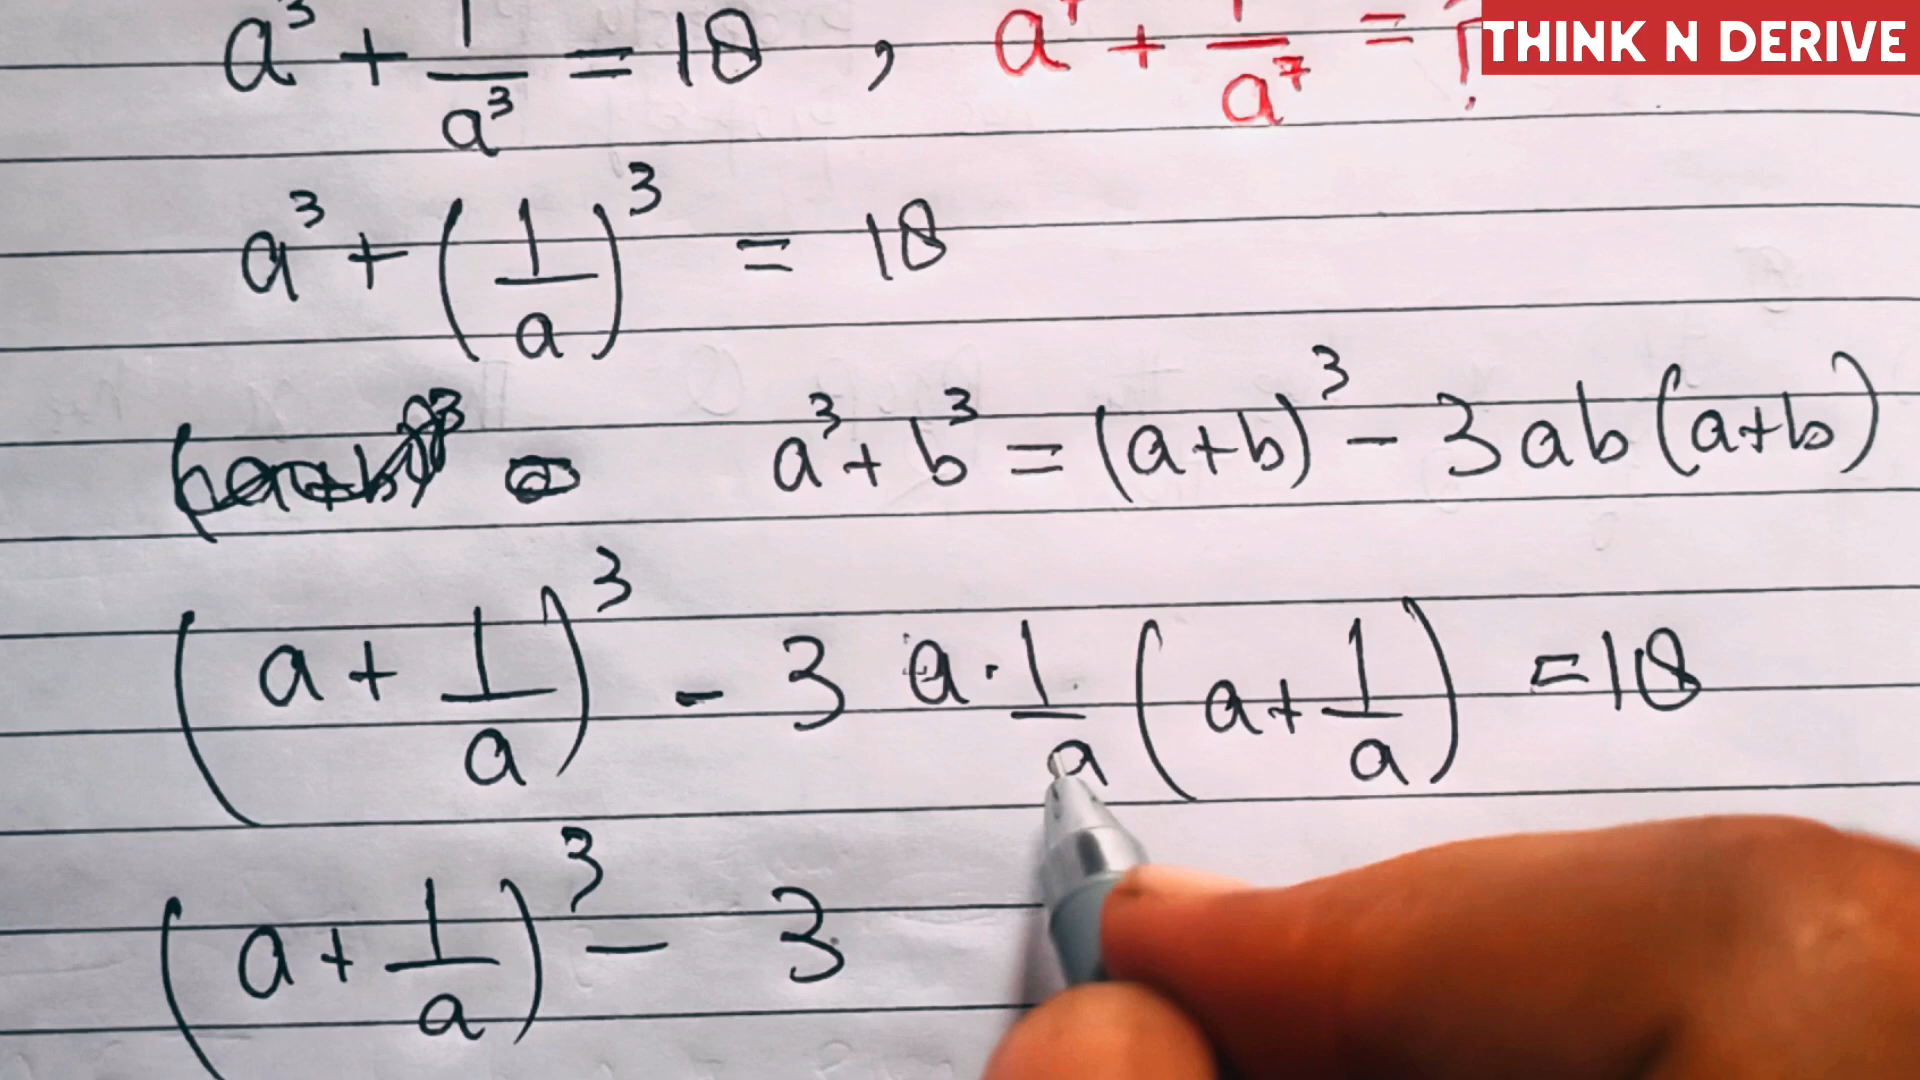 a³ + 1/a³ = 18 , a⁷ + 1/a⁷ = ?
THINK N DERIVE
a³ + (1/a)³ = 18
a³ + b³ = (a+b)³ - 3ab(a+b)
(a + 1/a)³ - 3 a·1/a (a + 1/a) = 18
(a + 1/a)³ - 3